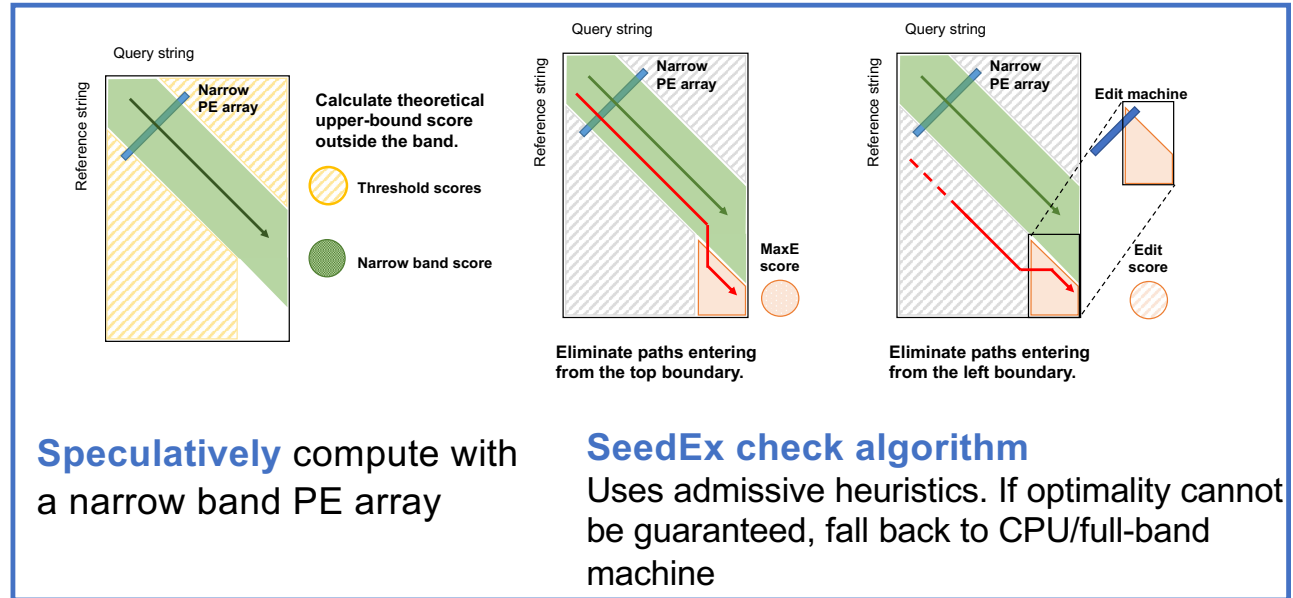 Query string
Reference string
Narrow
PE array
Calculate theoretical
upper-bound score
outside the band.
Threshold scores
Narrow band score
Query string
Reference string
Narrow
PE array
MaxE
score
Eliminate paths entering
from the top boundary.
Query string
Reference string
Narrow
PE array
Edit machine
Edit
score
Eliminate paths entering
from the left boundary.
Speculatively compute with
a narrow band PE array
SeedEx check algorithm
Uses admissive heuristics. If optimality cannot
be guaranteed, fall back to CPU/full-band
machine